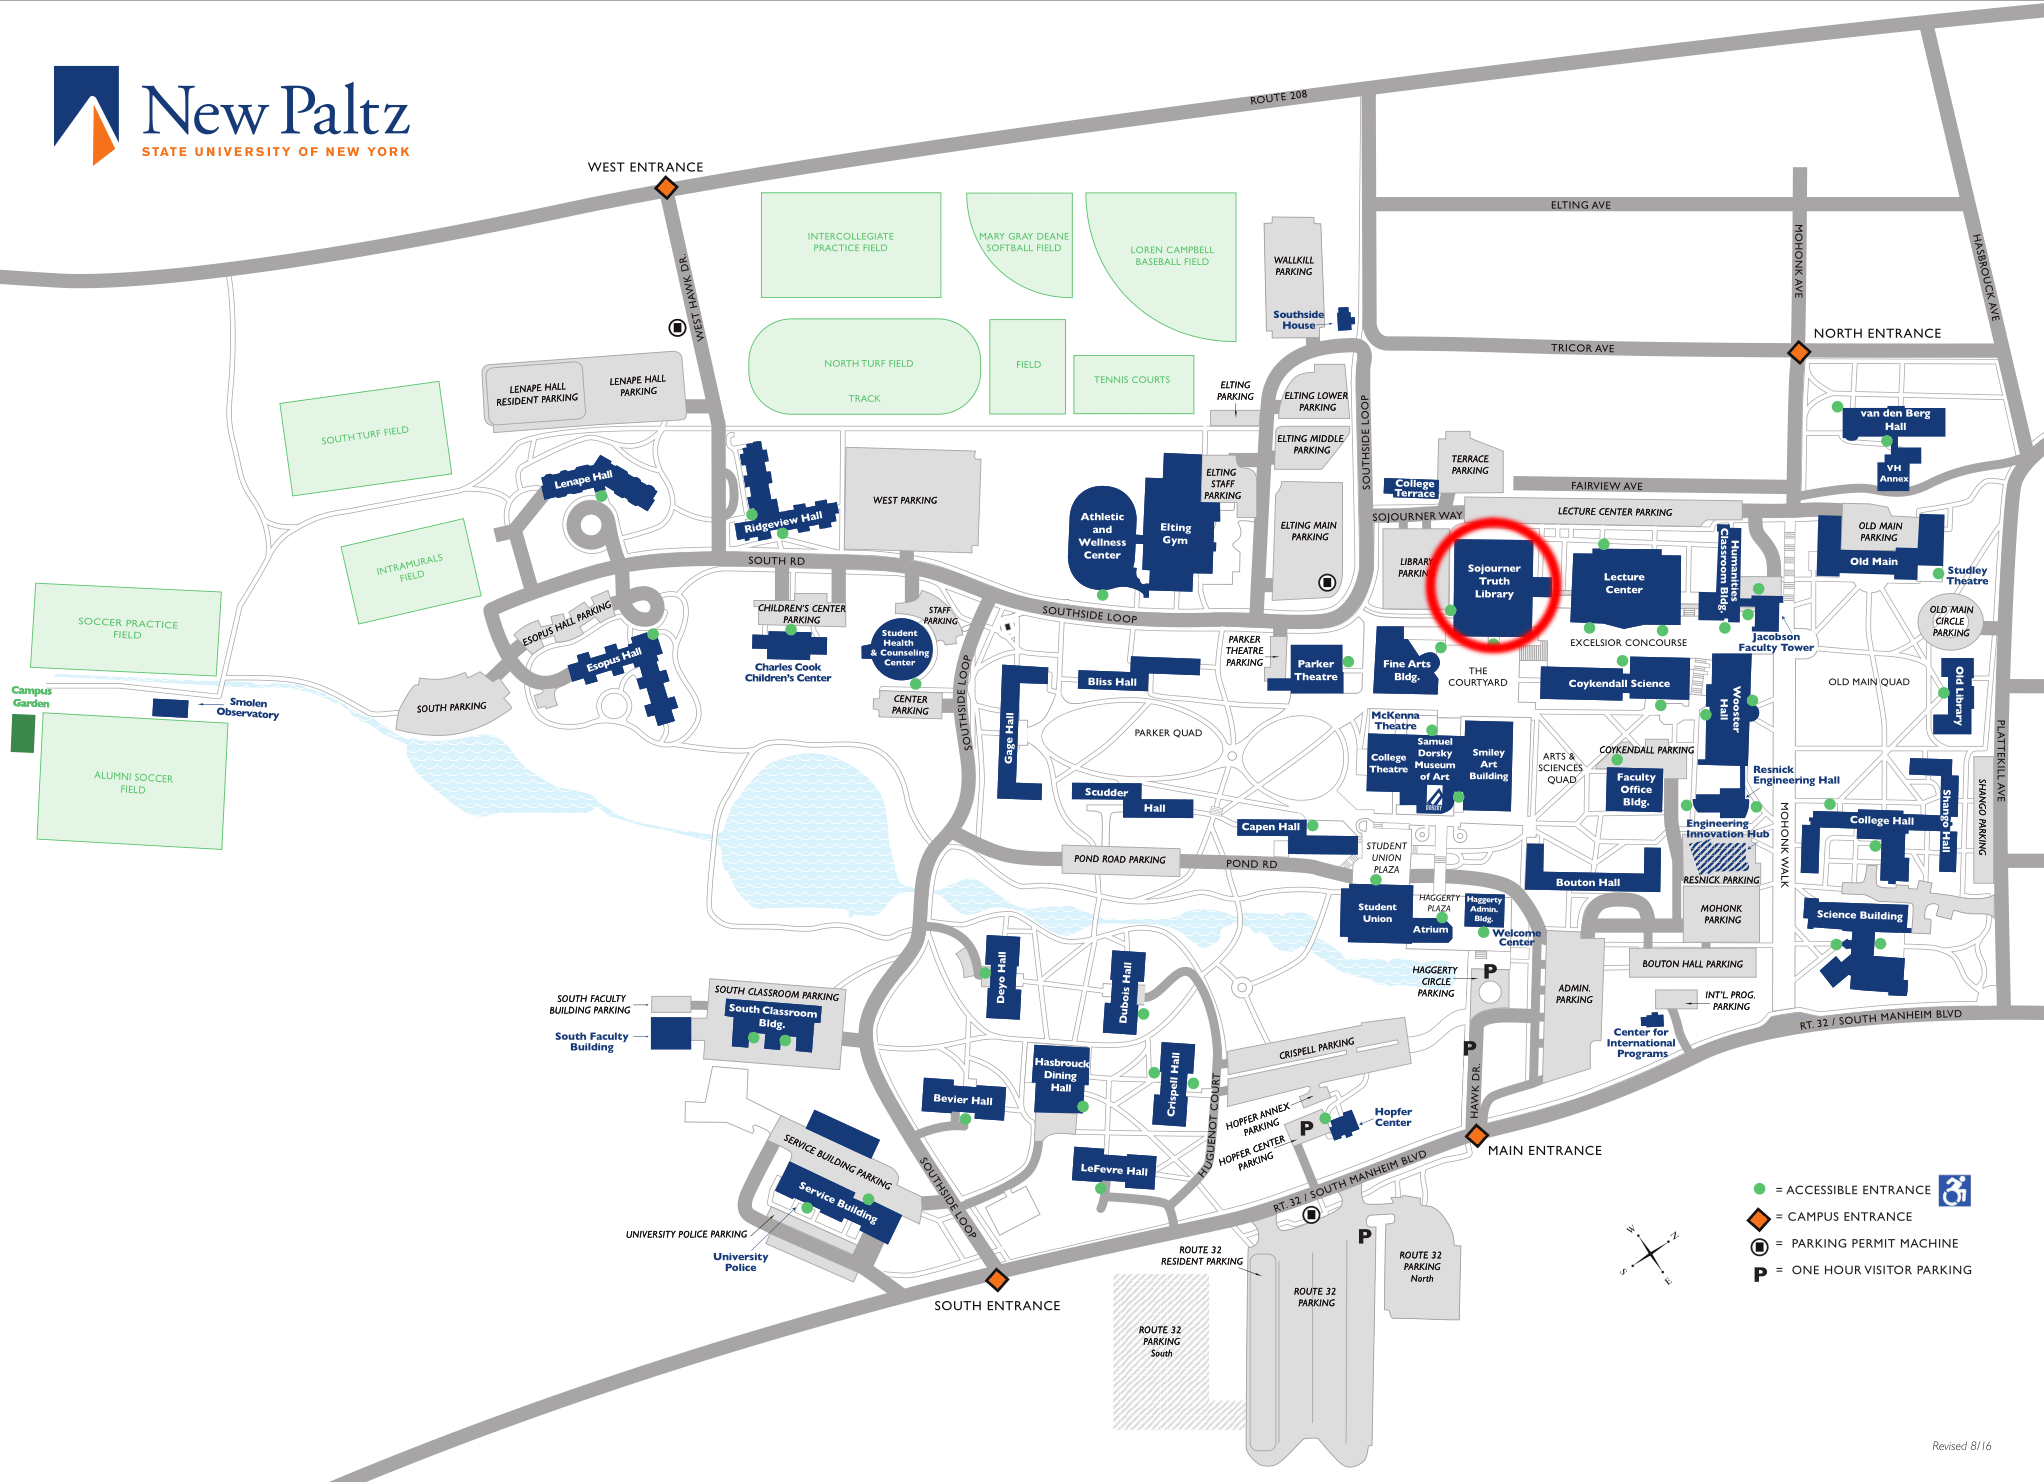 New Paltz
STATE UNIVERSITY OF NEW YORK
ROUTE 208
WEST ENTRANCE
WEST HAWK DR.
INTERCOLLEGIATE
PRACTICE FIELD
MARY GRAY DEANE
SOFTBALL FIELD
LOREN CAMPBELL
BASEBALL FIELD
WALLKILL
PARKING
Southside
House
ELTING AVE
MOHONK AVE
HASBROUCK AVE
NORTH ENTRANCE
TRICOR AVE
NORTH TURF FIELD
TRACK
FIELD
TENNIS COURTS
ELTING
PARKING
ELTING LOWER
PARKING
ELTING MIDDLE
PARKING
SOUTHSIDE LOOP
LENAPE HALL
RESIDENT PARKING
LENAPE HALL
PARKING
SOUTH TURF FIELD
Lenape Hall
Ridgeview Hall
WEST PARKING
Athletic
and
Wellness
Center
Elting
Gym
ELTING
STAFF
PARKING
ELTING MAIN
PARKING
TERRACE
PARKING
College
Terrace
FAIRVIEW AVE
SOJOURNER WAY
LECTURE CENTER PARKING
van den Berg
Hall
VH
Annex
OLD MAIN
PARKING
Old Main
Studley
Theatre
OLD MAIN
CIRCLE
PARKING
LIBRARY
PARKING
Sojourner
Truth
Library
Lecture
Center
Humanities
Classroom Bldg.
Jacobson
Faculty Tower
EXCELSIOR CONCOURSE
INTRAMURALS
FIELD
SOUTH RD
SOUTHSIDE LOOP
SOCCER PRACTICE
FIELD
ESOPUS HALL PARKING
Esopus Hall
CHILDREN'S CENTER
PARKING
Charles Cook
Children's Center
STAFF
PARKING
Student
Health
& Counseling
Center
CENTER
PARKING
SOUTHSIDE LOOP
PARKER
THEATRE
PARKING
Parker
Theatre
Fine Arts
Bldg.
THE
COURTYARD
Coykendall Science
Wooster
Hall
OLD MAIN QUAD
Old Library
Campus
Garden
Smolen
Observatory
SOUTH PARKING
ALUMNI SOCCER
FIELD
Bliss Hall
Gage Hall
PARKER QUAD
Scudder
Hall
McKenna
Theatre
College
Theatre
Samuel
Dorsky
Museum
of Art
DORSKY
Smiley
Art
Building
ARTS &
SCIENCES
QUAD
COYKENDALL PARKING
Faculty
Office
Bldg.
Resnick
Engineering Hall
Engineering
Innovation Hub
RESNICK PARKING
MOHONK WALK
PLATTEKILL AVE
SHANGO PARKING
Shango Hall
College Hall
Capen Hall
POND ROAD PARKING
POND RD
STUDENT
UNION
PLAZA
Student
Union
Atrium
HAGGERTY
PLAZA
Haggerty
Admin.
Bldg.
Welcome
Center
Bouton Hall
MOHONK
PARKING
Science Building
BOUTON HALL PARKING
HAGGERTY
CIRCLE
PARKING
P
ADMIN.
PARKING
INT'L. PROG.
PARKING
Center for
International
Programs
RT. 32 / SOUTH MANHEIM BLVD
Deyo Hall
Dubois Hall
SOUTH FACULTY
BUILDING PARKING
South Faculty
Building
SOUTH CLASSROOM PARKING
South Classroom
Bldg.
Hasbrouck
Dining
Hall
Crispell Hall
CRISPELL PARKING
P
HAWK DR.
Bevier Hall
HUGUENOT COURT
HOPFER ANNEX
PARKING
P
Hopfer
Center
HOPFER CENTER
PARKING
MAIN ENTRANCE
LeFevre Hall
SERVICE BUILDING PARKING
Service Building
UNIVERSITY POLICE PARKING
University
Police
SOUTHSIDE LOOP
RT. 32 / SOUTH MANHEIM BLVD
SOUTH ENTRANCE
ROUTE 32
RESIDENT PARKING
P
ROUTE 32
PARKING
North
ROUTE 32
PARKING
ROUTE 32
PARKING
South
W
N
S
E
= ACCESSIBLE ENTRANCE
= CAMPUS ENTRANCE
= PARKING PERMIT MACHINE
P = ONE HOUR VISITOR PARKING
Revised 8/16